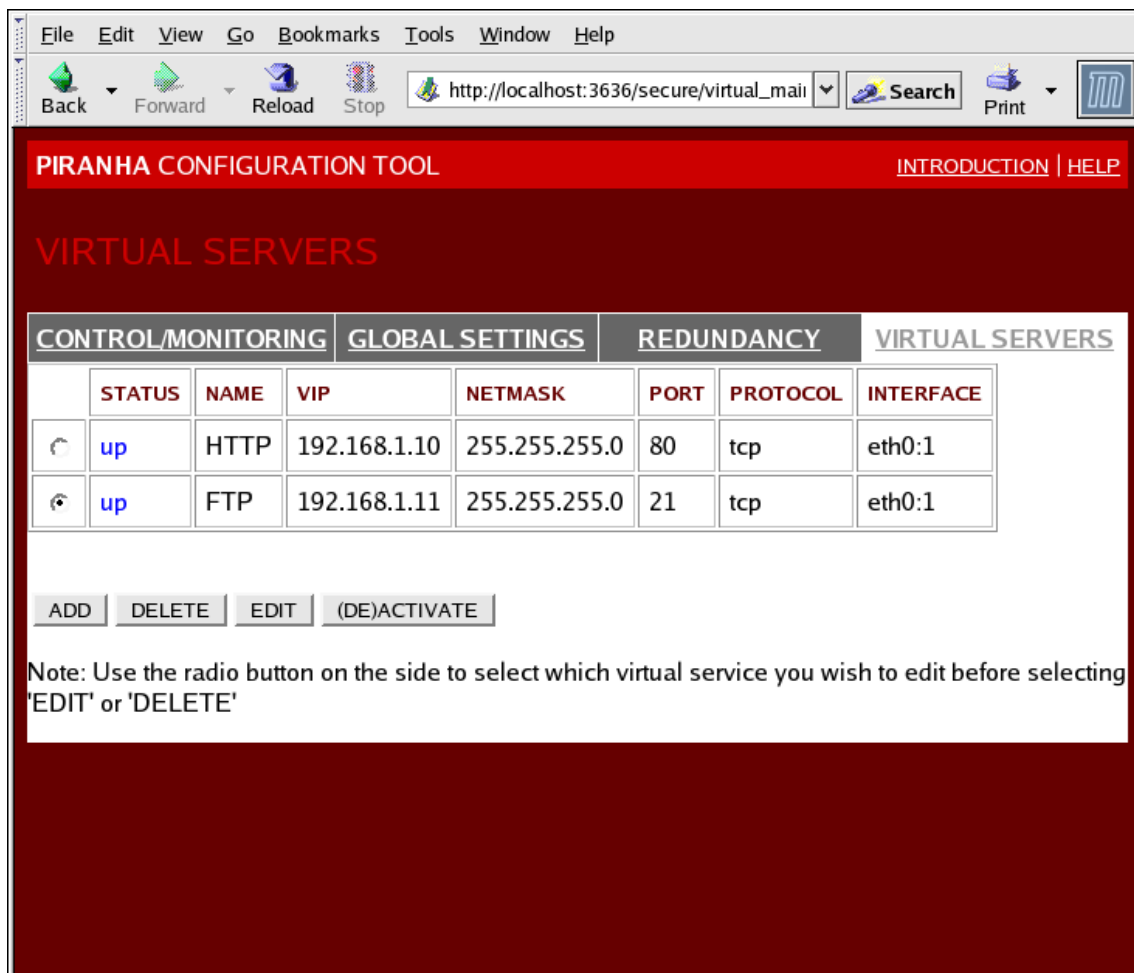 File Edit View Go Bookmarks Tools Window Help
http://localhost:3636/secure/virtual_mai Search
Back Forward Reload Stop Print
PIRANHA CONFIGURATION TOOL INTRODUCTION | HELP
VIRTUAL SERVERS
CONTROL/MONITORING GLOBAL SETTINGS REDUNDANCY VIRTUAL SERVERS
STATUS NAME VIP NETMASK PORT PROTOCOL INTERFACE
up HTTP 192.168.1.10 255.255.255.0 80 tcp eth0:1
up FTP 192.168.1.11 255.255.255.0 21 tcp eth0:1
ADD DELETE EDIT (DE)ACTIVATE
Note: Use the radio button on the side to select which virtual service you wish to edit before selecting
'EDIT' or 'DELETE'